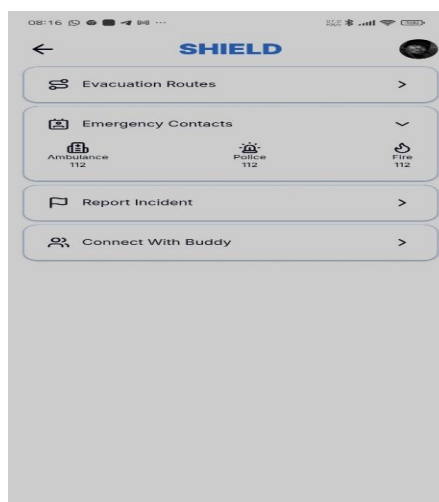 08:16
SHIELD
Evacuation Routes
Emergency Contacts
Ambulance Police Fire
112 112 112
Report Incident
Connect With Buddy